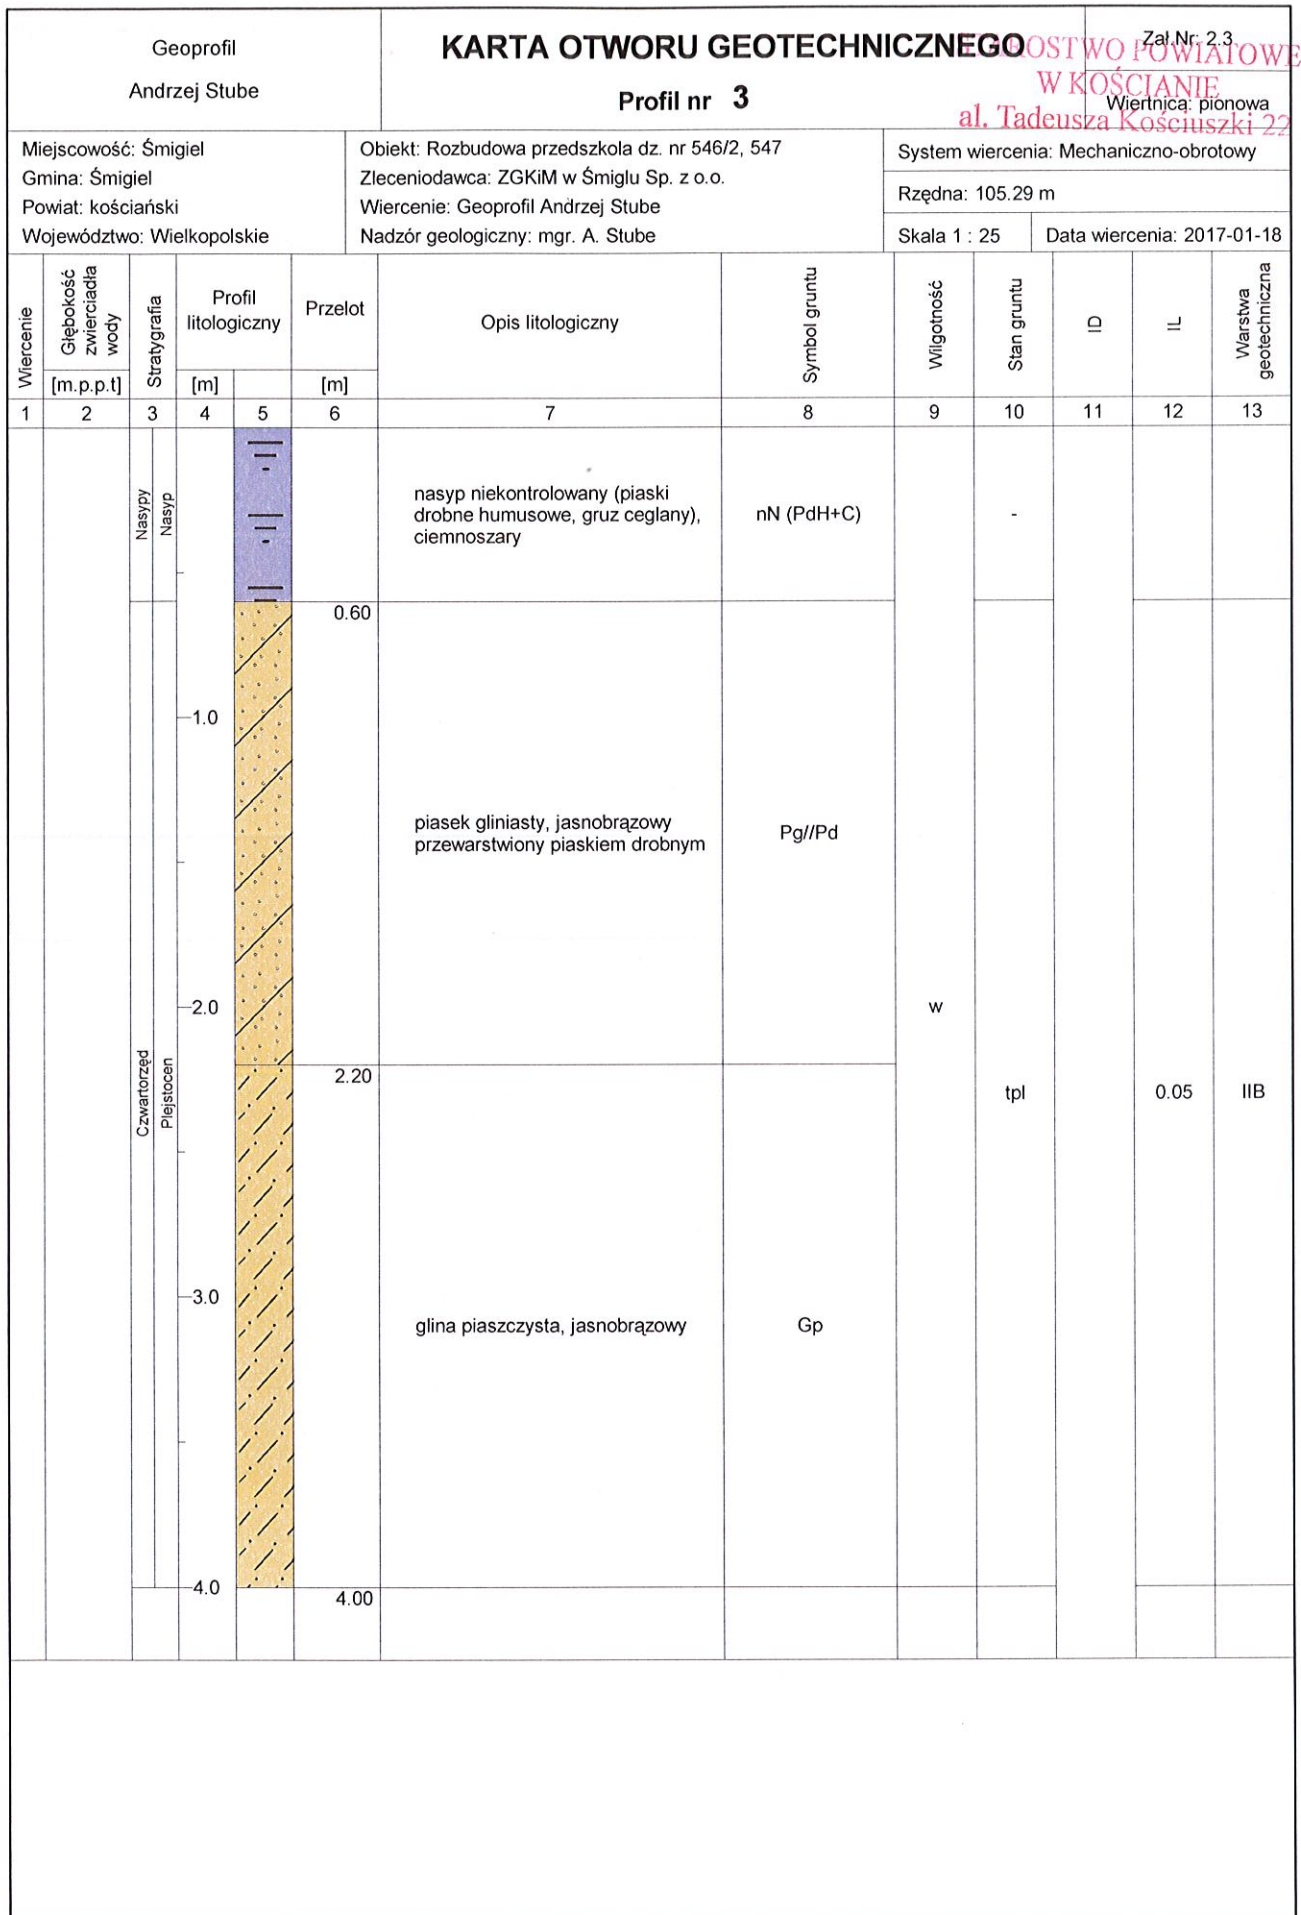 Geoprofil
Andrzej Stube
KARTA OTWORU GEOTECHNICZNEGO
Profil nr 3
Zał.Nr: 2.3
Wiertnica: pionowa
STAROSTWO POWIATOWE
W KOŚCIANIE
al. Tadeusza Kościuszki 22
Miejscowość: Śmigiel
Gmina: Śmigiel
Powiat: kościański
Województwo: Wielkopolskie
Obiekt: Rozbudowa przedszkola dz. nr 546/2, 547
Zleceniodawca: ZGKiM w Śmiglu Sp. z o.o.
Wiercenie: Geoprofil Andrzej Stube
Nadzór geologiczny: mgr. A. Stube
System wiercenia: Mechaniczno-obrotowy
Rzędna: 105.29 m
Skala 1 : 25
Data wiercenia: 2017-01-18
Wiercenie
Głębokość
zwierciadła
wody
[m.p.p.t]
Stratygrafia
Profil
litologiczny
[m]
Przelot
[m]
Opis litologiczny
Symbol gruntu
Wilgotność
Stan gruntu
ID
IL
Warstwa
geotechniczna
1 2 3 4 5 6 7 8 9 10 11 12 13
Nasypy
Nasyp
nasyp niekontrolowany (piaski
drobne humusowe, gruz ceglany),
ciemnoszary
nN (PdH+C)
-
0.60
1.0
piasek gliniasty, jasnobrązowy
przewarstwiony piaskiem drobnym
Pg//Pd
2.0
w
Czwartorzęd
Plejstocen
2.20
tpl
0.05
IIB
3.0
glina piaszczysta, jasnobrązowy
Gp
4.0
4.00